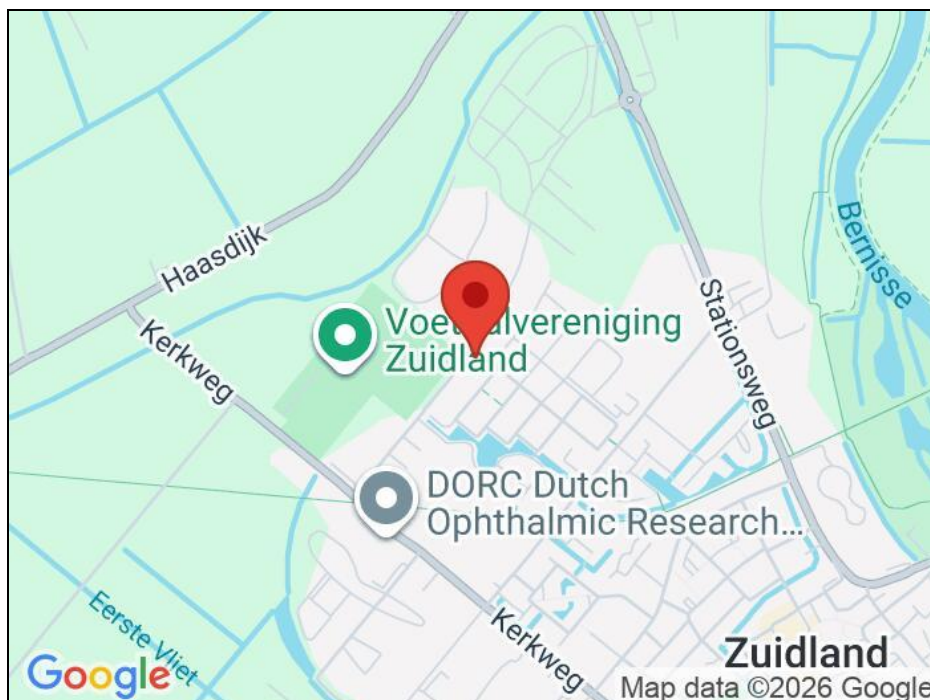 Haasdijk
Bernisse
Stationsweg
Voetbalvereniging
Zuidland
Kerkweg
DORC Dutch
Ophthalmic Research...
Eerste Vliet
Kerkweg
Zuidland
Google
Map data ©2026 Google